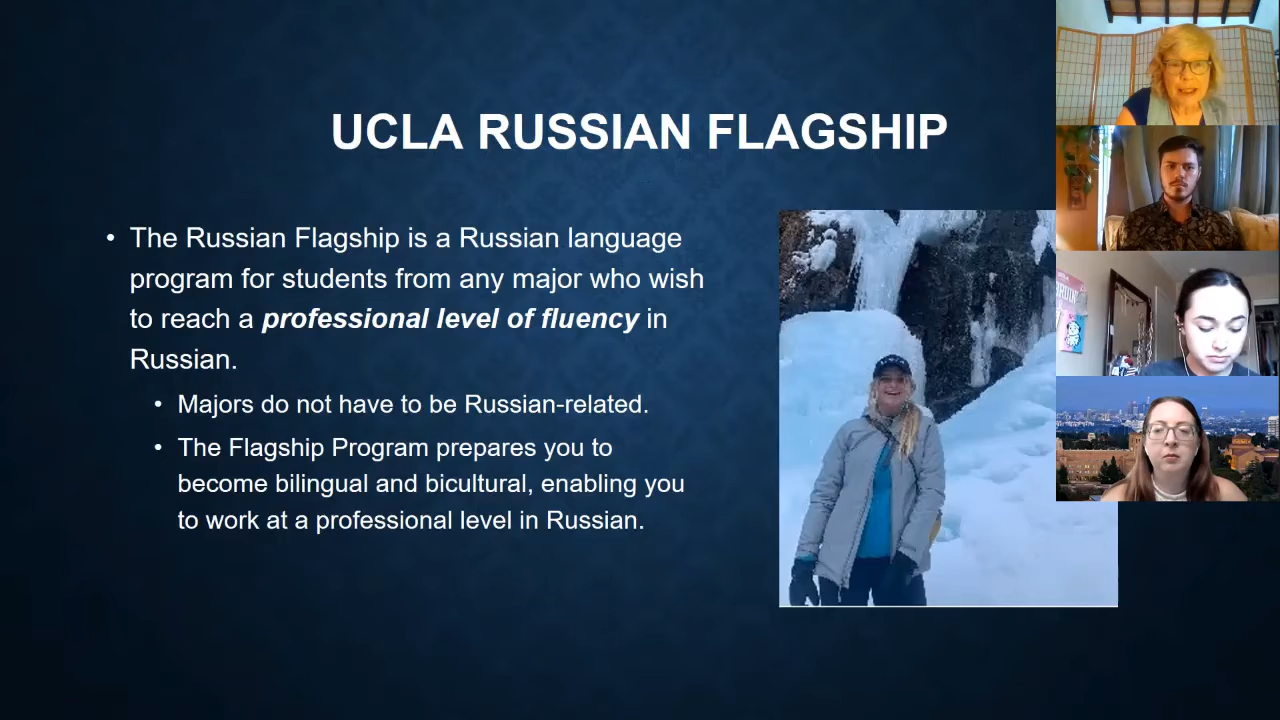 UCLA RUSSIAN FLAGSHIP
• The Russian Flagship is a Russian language
program for students from any major who wish
to reach a professional level of fluency in
Russian.
• Majors do not have to be Russian-related.
• The Flagship Program prepares you to
become bilingual and bicultural, enabling you
to work at a professional level in Russian.